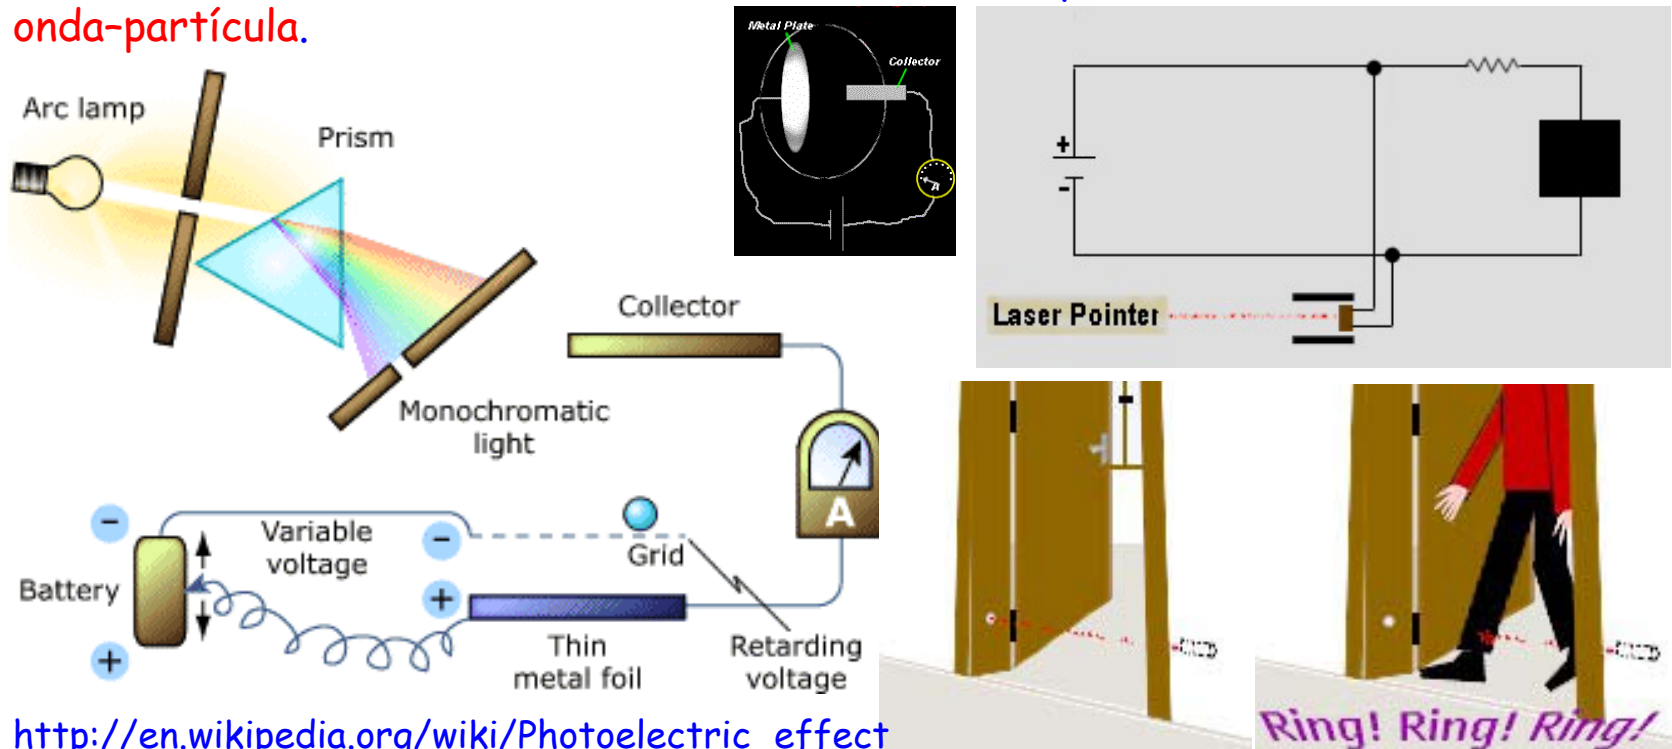 onda-partícula.
Arc lamp
Prism
Metal Plate
Collector
A
+
-
Laser Pointer
Collector
Monochromatic
light
A
−
Variable
voltage
−
Grid
Battery
+
+
Thin
metal foil
Retarding
voltage
Ring! Ring! Ring!
http://en.wikipedia.org/wiki/Photoelectric_effect